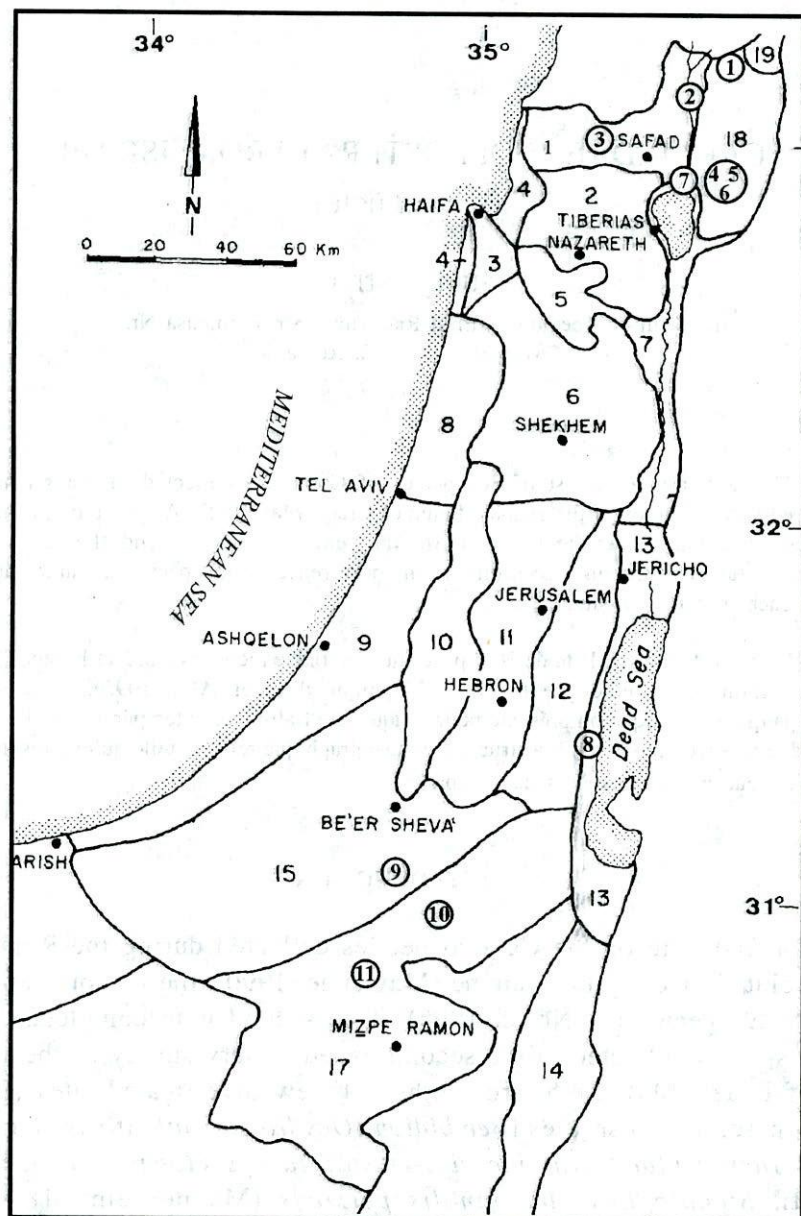 34° 35°
1 19
2
1 3 SAFAD 18
4 2 7 4 5
6
HAIFA TIBERIAS
N NAZARETH
0 20 40 60 Km
4 3 5
7
6
8 SHEKHEM
MEDITERRANEAN SEA
TEL AVIV
32°
13
JERICHO
JERUSALEM
ASHQELON 9 10 11
HEBRON 12
Dead Sea
8
BE'ER SHEVA'
ARISH
15 9
13
10 31°
11
MIZPE RAMON
17 14